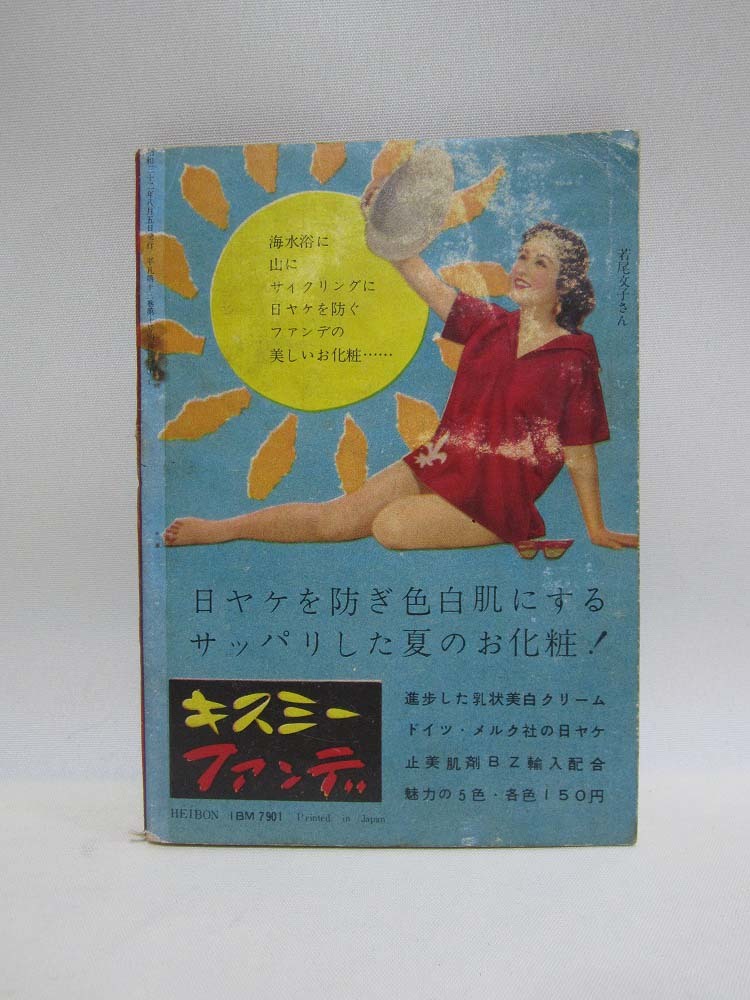 海水浴に
山に
サイクリングに
日ヤケを防ぐ
ファンデの
美しいお化粧……
若尾文子さん
日ヤケを防ぎ色白肌にする
サッパリした夏のお化粧!
キスミー
ファンデ
進歩した乳状美白クリーム
ドイツ・メルク社の日ヤケ
止美肌剤BZ輸入配合
魅力の5色・各色150円
HEIBON IBM 7901 Printed in Japan